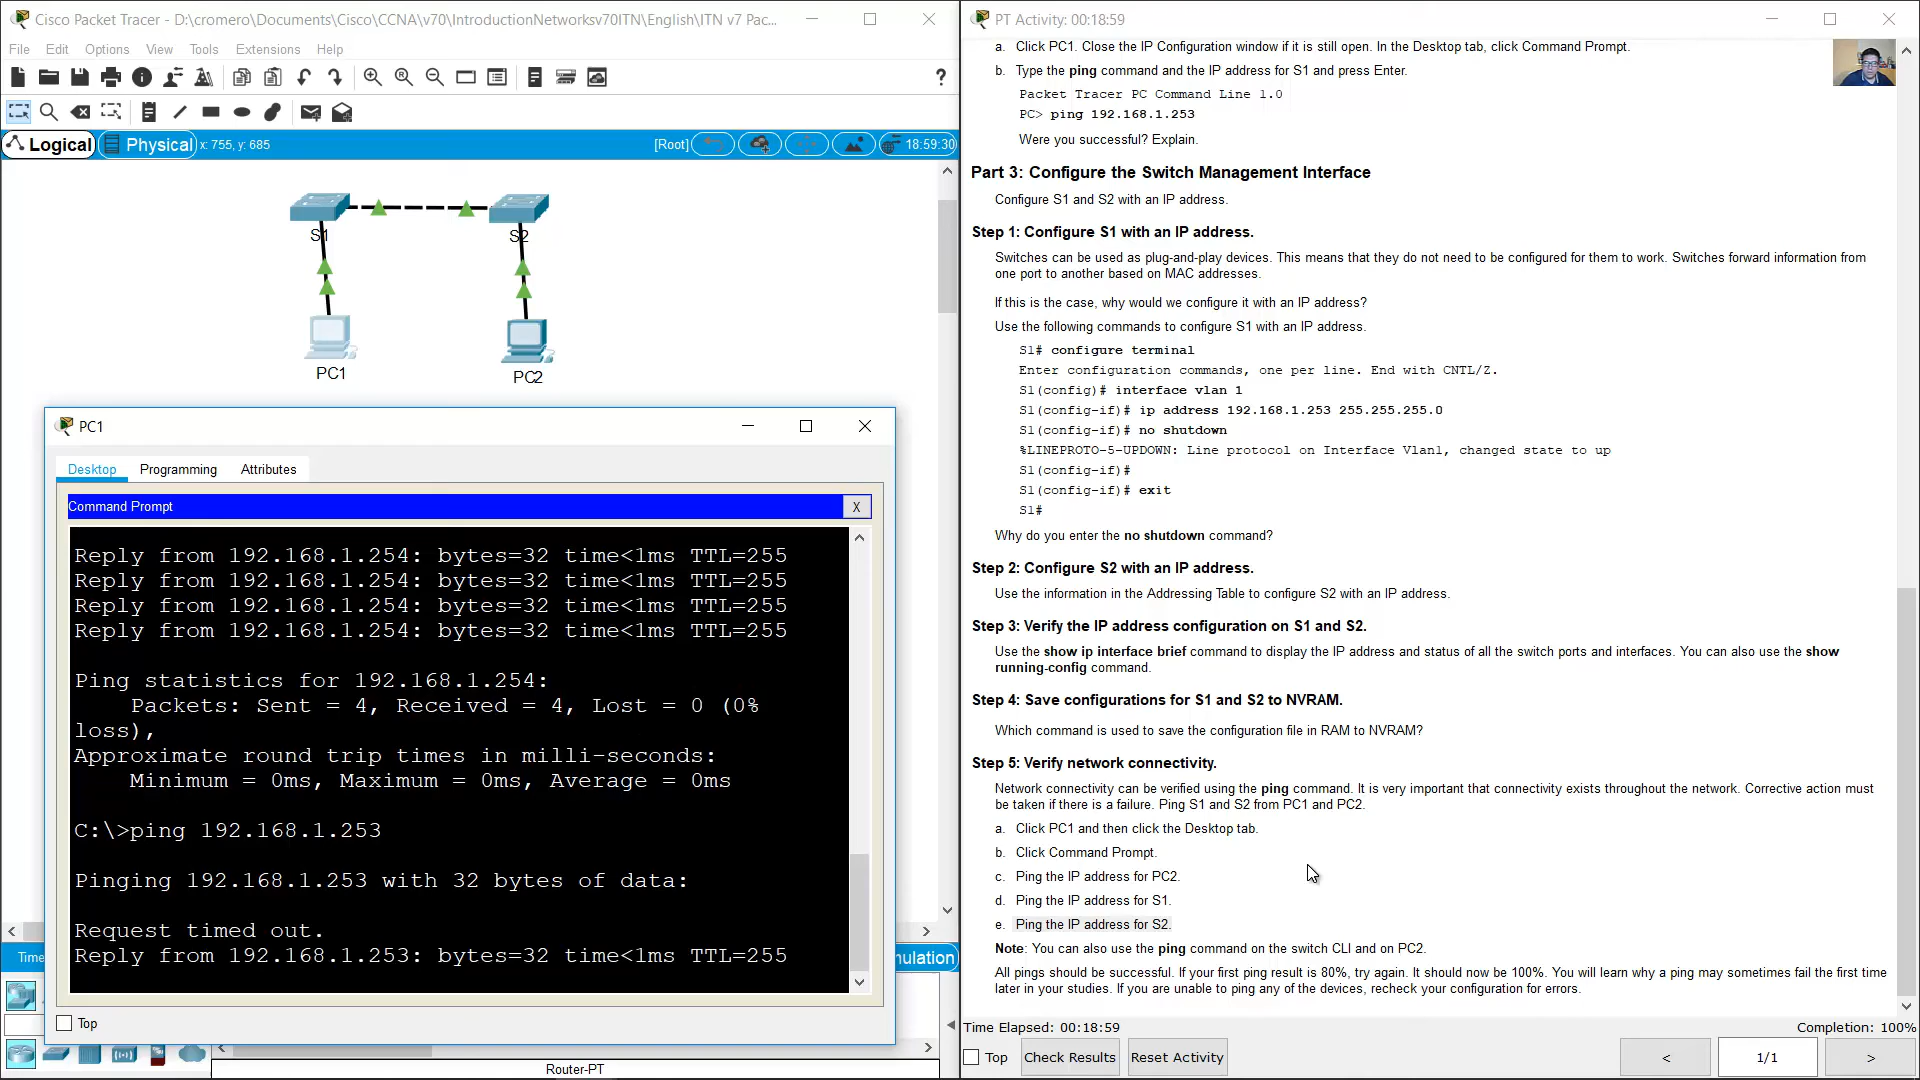 Cisco Packet Tracer - D:\cromero\Documents\Cisco\CCNA\v70\IntroductionNetworksv70ITN\English\ITN v7 Pac...
File Edit Options View Tools Extensions Help
?
Logical Physical x: 755, y: 685 [Root] 18:59:30
S1 S2
PC1 PC2
PC1
Desktop Programming Attributes
Command Prompt X
Reply from 192.168.1.254: bytes=32 time<1ms TTL=255
Reply from 192.168.1.254: bytes=32 time<1ms TTL=255
Reply from 192.168.1.254: bytes=32 time<1ms TTL=255
Reply from 192.168.1.254: bytes=32 time<1ms TTL=255
Ping statistics for 192.168.1.254:
Packets: Sent = 4, Received = 4, Lost = 0 (0%
loss),
Approximate round trip times in milli-seconds:
Minimum = 0ms, Maximum = 0ms, Average = 0ms
C:\>ping 192.168.1.253
Pinging 192.168.1.253 with 32 bytes of data:
Request timed out.
Reply from 192.168.1.253: bytes=32 time<1ms TTL=255
Top
Time mulation
Router-PT
PT Activity: 00:18:59
a. Click PC1. Close the IP Configuration window if it is still open. In the Desktop tab, click Command Prompt.
b. Type the ping command and the IP address for S1 and press Enter.
Packet Tracer PC Command Line 1.0
PC> ping 192.168.1.253
Were you successful? Explain.
Part 3: Configure the Switch Management Interface
Configure S1 and S2 with an IP address.
Step 1: Configure S1 with an IP address.
Switches can be used as plug-and-play devices. This means that they do not need to be configured for them to work. Switches forward information from
one port to another based on MAC addresses.
If this is the case, why would we configure it with an IP address?
Use the following commands to configure S1 with an IP address.
S1# configure terminal
Enter configuration commands, one per line. End with CNTL/Z.
S1(config)# interface vlan 1
S1(config-if)# ip address 192.168.1.253 255.255.255.0
S1(config-if)# no shutdown
%LINEPROTO-5-UPDOWN: Line protocol on Interface Vlan1, changed state to up
S1(config-if)#
S1(config-if)# exit
S1#
Why do you enter the no shutdown command?
Step 2: Configure S2 with an IP address.
Use the information in the Addressing Table to configure S2 with an IP address.
Step 3: Verify the IP address configuration on S1 and S2.
Use the show ip interface brief command to display the IP address and status of all the switch ports and interfaces. You can also use the show
running-config command.
Step 4: Save configurations for S1 and S2 to NVRAM.
Which command is used to save the configuration file in RAM to NVRAM?
Step 5: Verify network connectivity.
Network connectivity can be verified using the ping command. It is very important that connectivity exists throughout the network. Corrective action must
be taken if there is a failure. Ping S1 and S2 from PC1 and PC2.
a. Click PC1 and then click the Desktop tab.
b. Click Command Prompt.
c. Ping the IP address for PC2.
d. Ping the IP address for S1.
e. Ping the IP address for S2.
Note: You can also use the ping command on the switch CLI and on PC2.
All pings should be successful. If your first ping result is 80%, try again. It should now be 100%. You will learn why a ping may sometimes fail the first time
later in your studies. If you are unable to ping any of the devices, recheck your configuration for errors.
Time Elapsed: 00:18:59 Completion: 100%
Top Check Results Reset Activity < 1/1 >